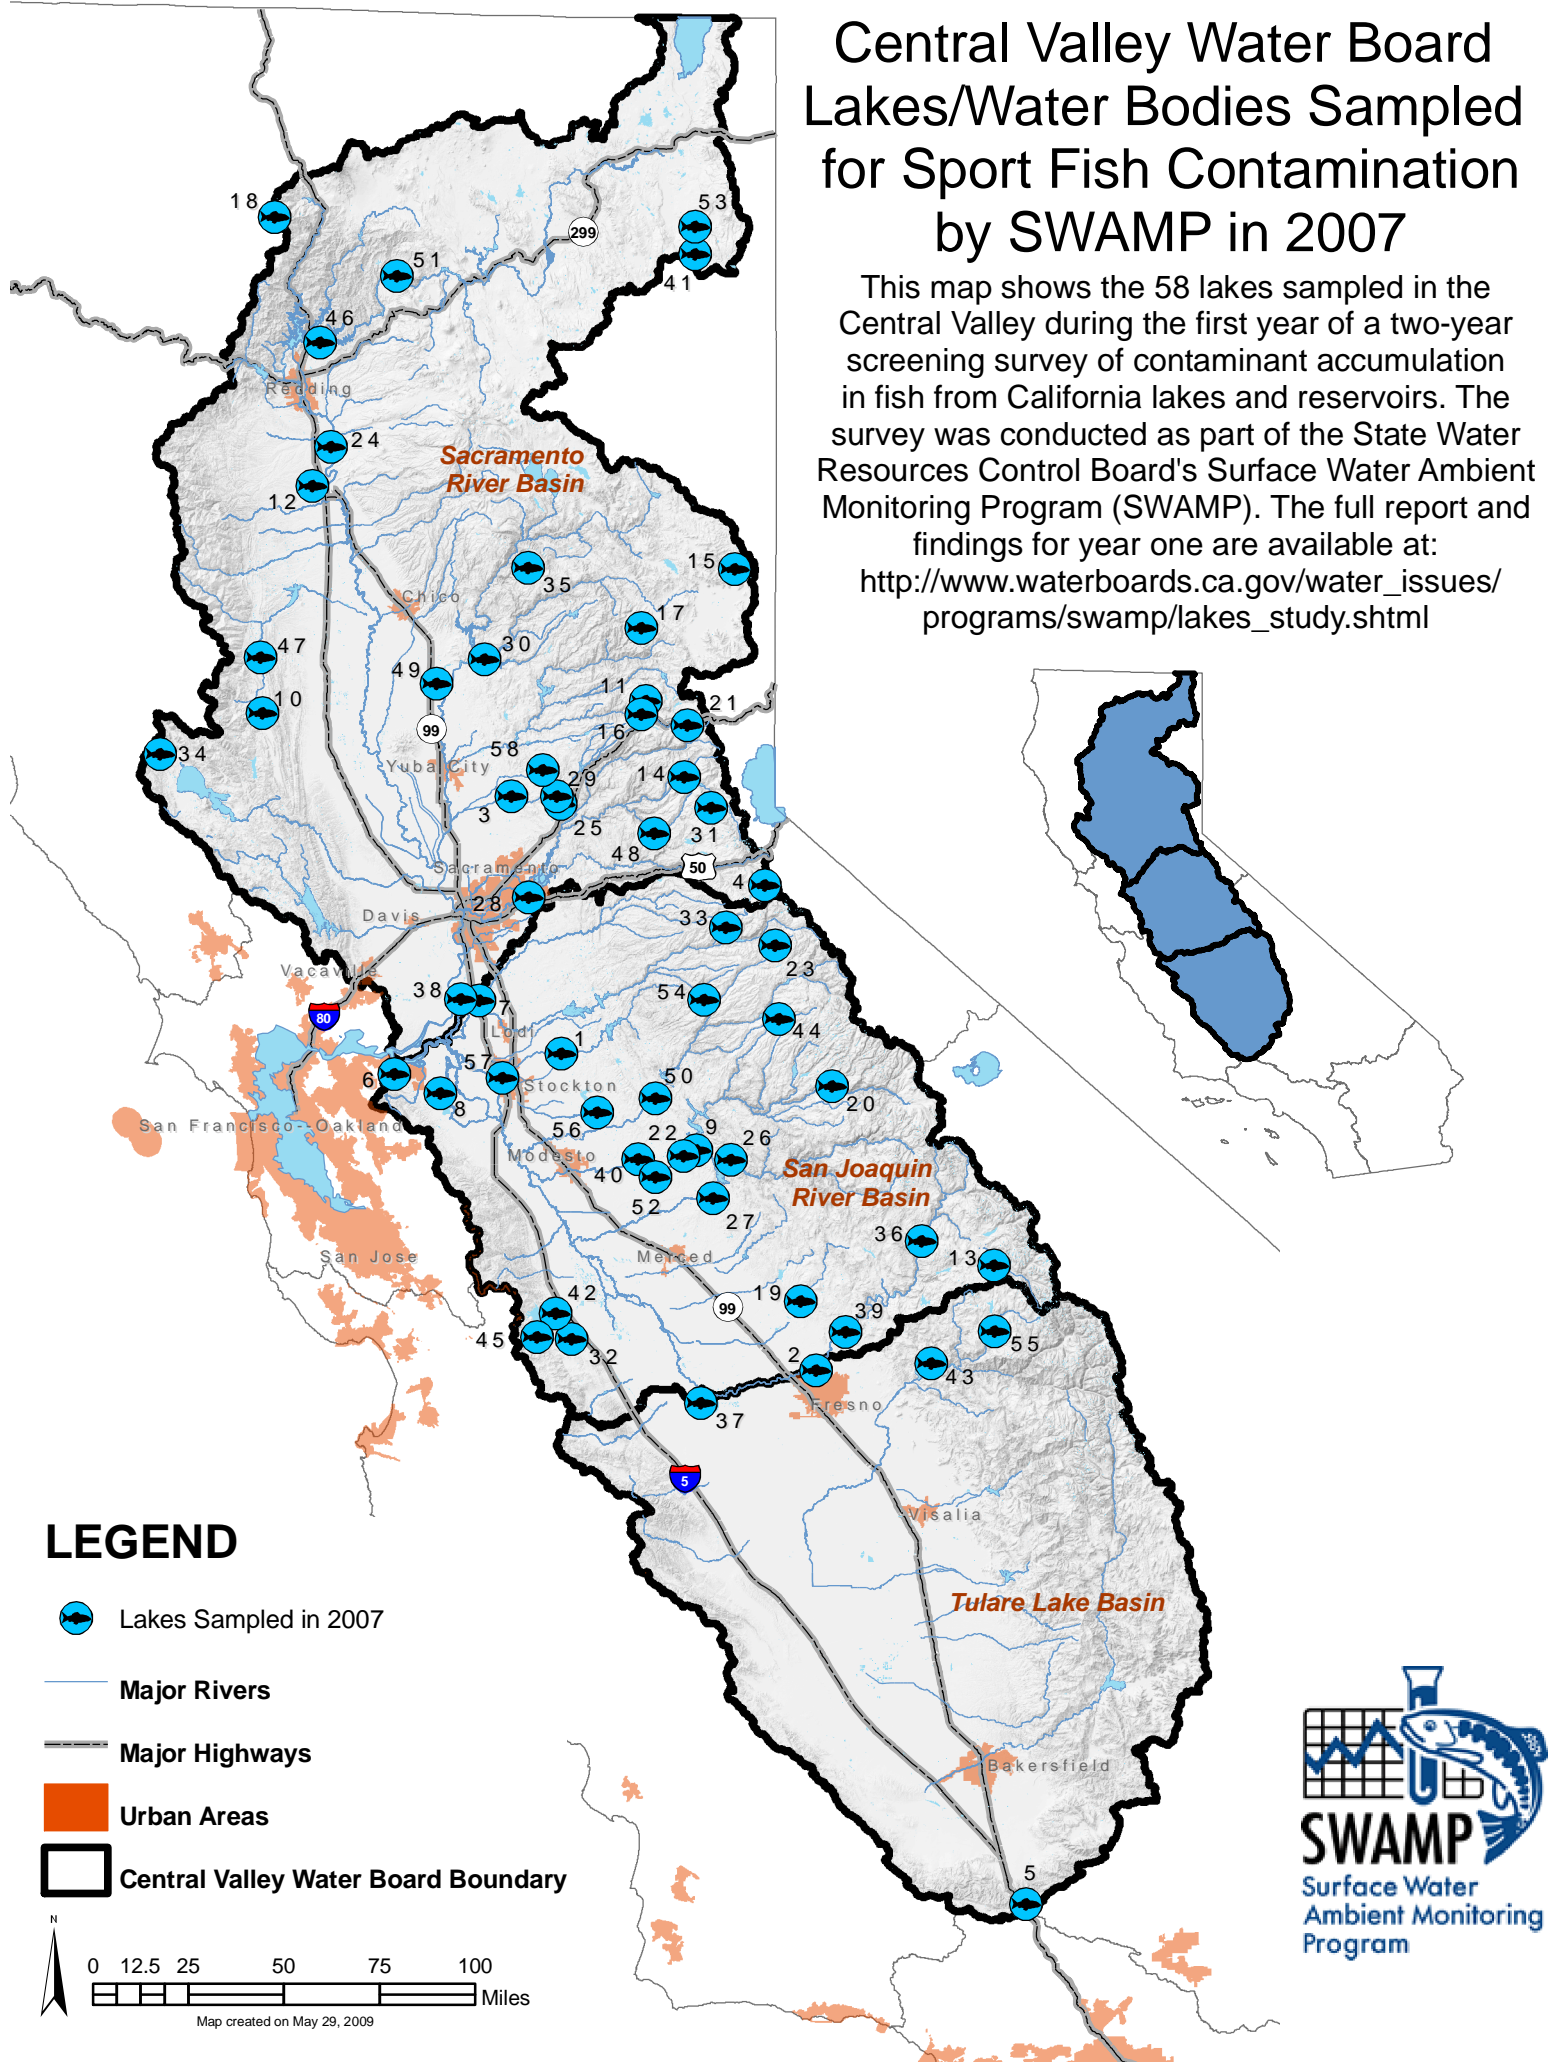 Central Valley Water Board
Lakes/Water Bodies Sampled
for Sport Fish Contamination
by SWAMP in 2007
This map shows the 58 lakes sampled in the
Central Valley during the first year of a two-year
screening survey of contaminant accumulation
in fish from California lakes and reservoirs. The
survey was conducted as part of the State Water
Resources Control Board's Surface Water Ambient
Monitoring Program (SWAMP). The full report and
findings for year one are available at:
http://www.waterboards.ca.gov/water_issues/
programs/swamp/lakes_study.shtml
18
53
299
51
41
46
Redding
24
Sacramento
River Basin
12
15
35
Chico
17
47
30
49
11
10
21
99
16
34
58
Yuba City
29
14
3
25
31
48
Sacramento
50
4
28
Davis
33
23
Vacaville
38
7
54
80
44
Lodi
1
57
6
Stockton
50
8
20
San Francisco--Oakland
56
22
9
26
Modesto
40
San Joaquin
River Basin
52
27
36
San Jose
Merced
13
42
19
99
39
45
32
2
55
43
Fresno
37
5
Visalia
Tulare Lake Basin
Bakersfield
5
LEGEND
Lakes Sampled in 2007
Major Rivers
Major Highways
Urban Areas
Central Valley Water Board Boundary
N
0 12.5 25 50 75 100
Miles
Map created on May 29, 2009
SWAMP
Surface Water
Ambient Monitoring
Program